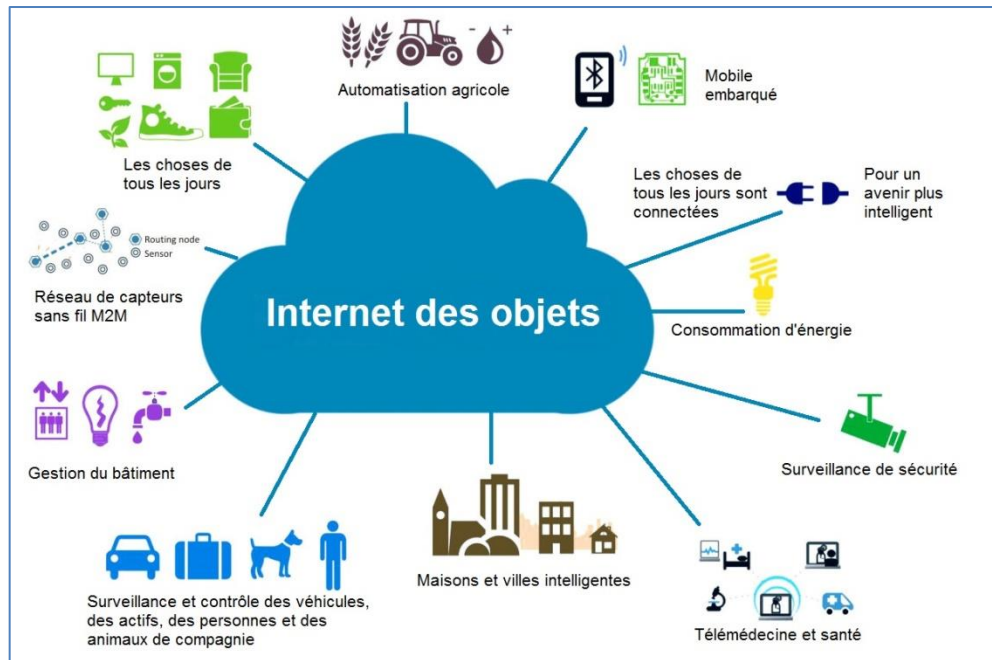 Automatisation agricole
Mobile
embarqué
Les choses de
tous les jours
Les choses de
tous les jours sont
connectées
Pour un
avenir plus
intelligent
Routing node
Sensor
Réseau de capteurs
sans fil M2M
Internet des objets
Consommation d'énergie
Gestion du bâtiment
Surveillance de sécurité
Maisons et villes intelligentes
Surveillance et contrôle des véhicules,
des actifs, des personnes et des
animaux de compagnie
Télémédecine et santé